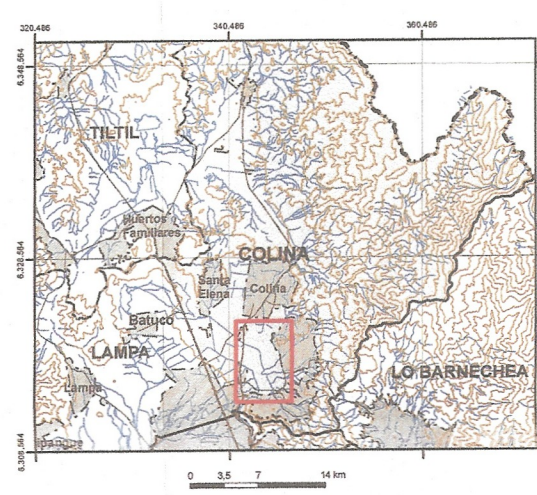 320.486
340.486
360.486
6.348.564
TILTIL
Huertos
Familiares
COLINA
6.328.564
Santa
Elena
Colina
Batuco
LAMPA
LO BARNECHEA
Lampa
6.308.564
0 3,5 7 14 km